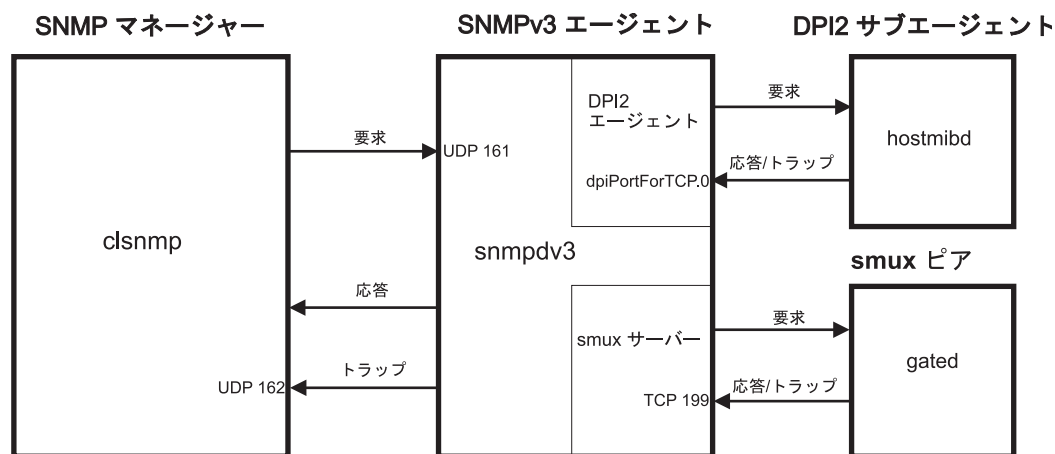 SNMP マネージャー
SNMPv3 エージェント
DPI2 サブエージェント
clsnmp
要求
UDP 161
応答
トラップ
UDP 162
snmpdv3
DPI2
エージェント
dpiPortForTCP.0
要求
応答/トラップ
hostmibd
smux ピア
smux サーバー
TCP 199
要求
応答/トラップ
gated